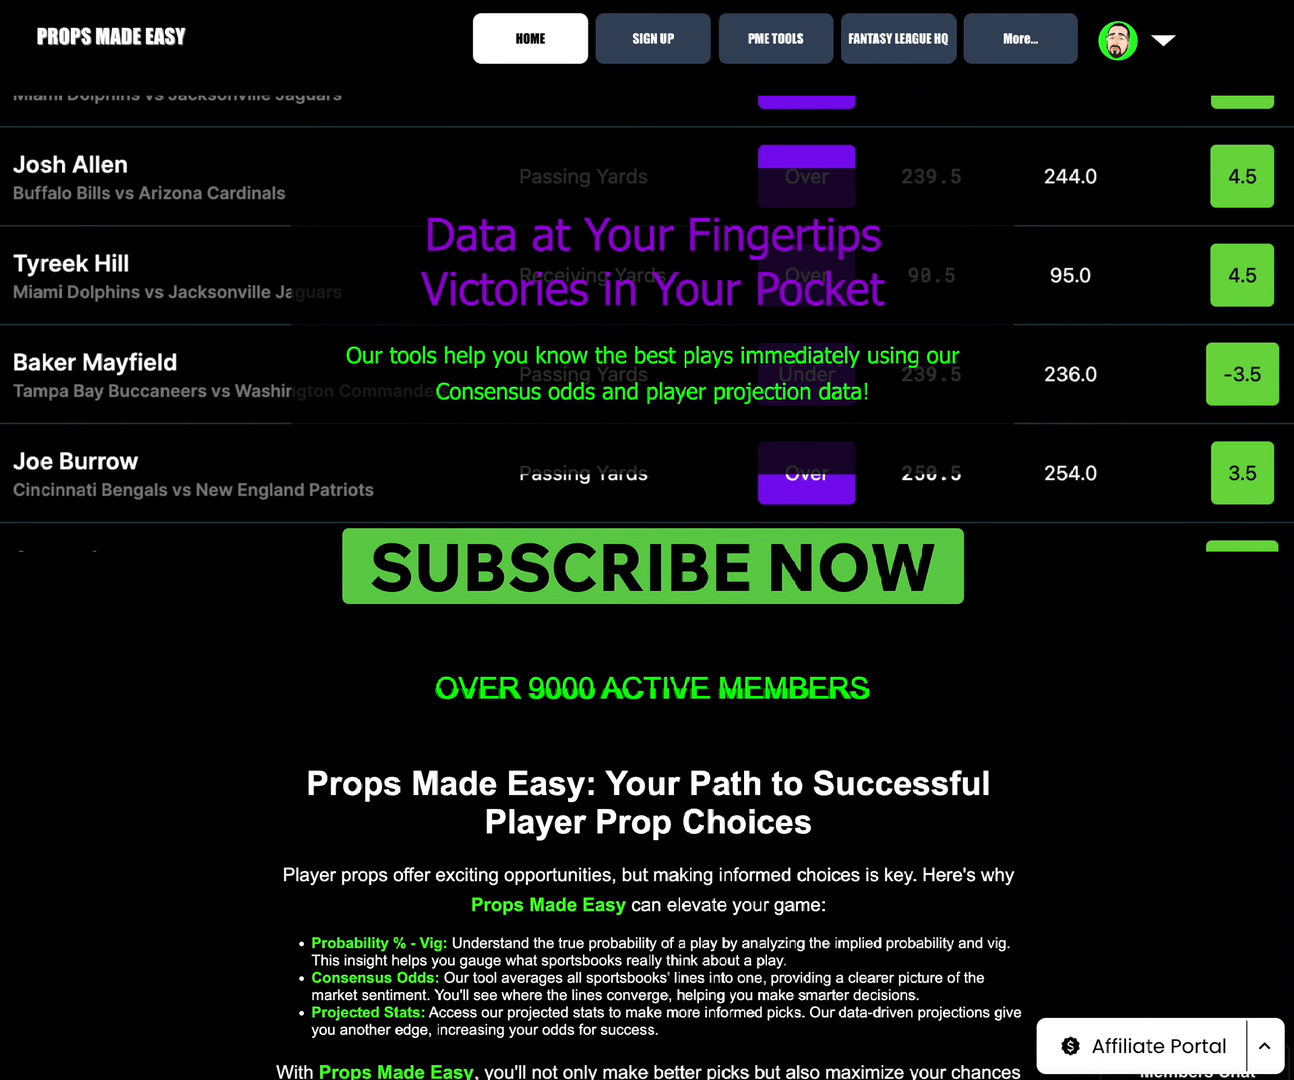 PROPS MADE EASY
HOME
SIGN UP
PME TOOLS
FANTASY LEAGUE HQ
More...
Miami Dolphins vs Jacksonville Jaguars
Josh Allen
Buffalo Bills vs Arizona Cardinals
Passing Yards
Over
239.5
244.0
4.5
Data at Your Fingertips
Victories in Your Pocket
Tyreek Hill
Miami Dolphins vs Jacksonville Jaguars
Receiving Yards
Over
90.5
95.0
4.5
Our tools help you know the best plays immediately using our
Consensus odds and player projection data!
Baker Mayfield
Tampa Bay Buccaneers vs Washington Commande
Passing Yards
Under
239.5
236.0
-3.5
Joe Burrow
Cincinnati Bengals vs New England Patriots
Passing Yards
Over
250.5
254.0
3.5
SUBSCRIBE NOW
OVER 9000 ACTIVE MEMBERS
Props Made Easy: Your Path to Successful
Player Prop Choices
Player props offer exciting opportunities, but making informed choices is key. Here's why
Props Made Easy can elevate your game:
• Probability % - Vig: Understand the true probability of a play by analyzing the implied probability and vig.
This insight helps you gauge what sportsbooks really think about a play.
• Consensus Odds: Our tool averages all sportsbooks' lines into one, providing a clearer picture of the
market sentiment. You'll see where the lines converge, helping you make smarter decisions.
• Projected Stats: Access our projected stats to make more informed picks. Our data-driven projections give
you another edge, increasing your odds for success.
With Props Made Easy, you'll not only make better picks but also maximize your chances
Affiliate Portal
Members Chat